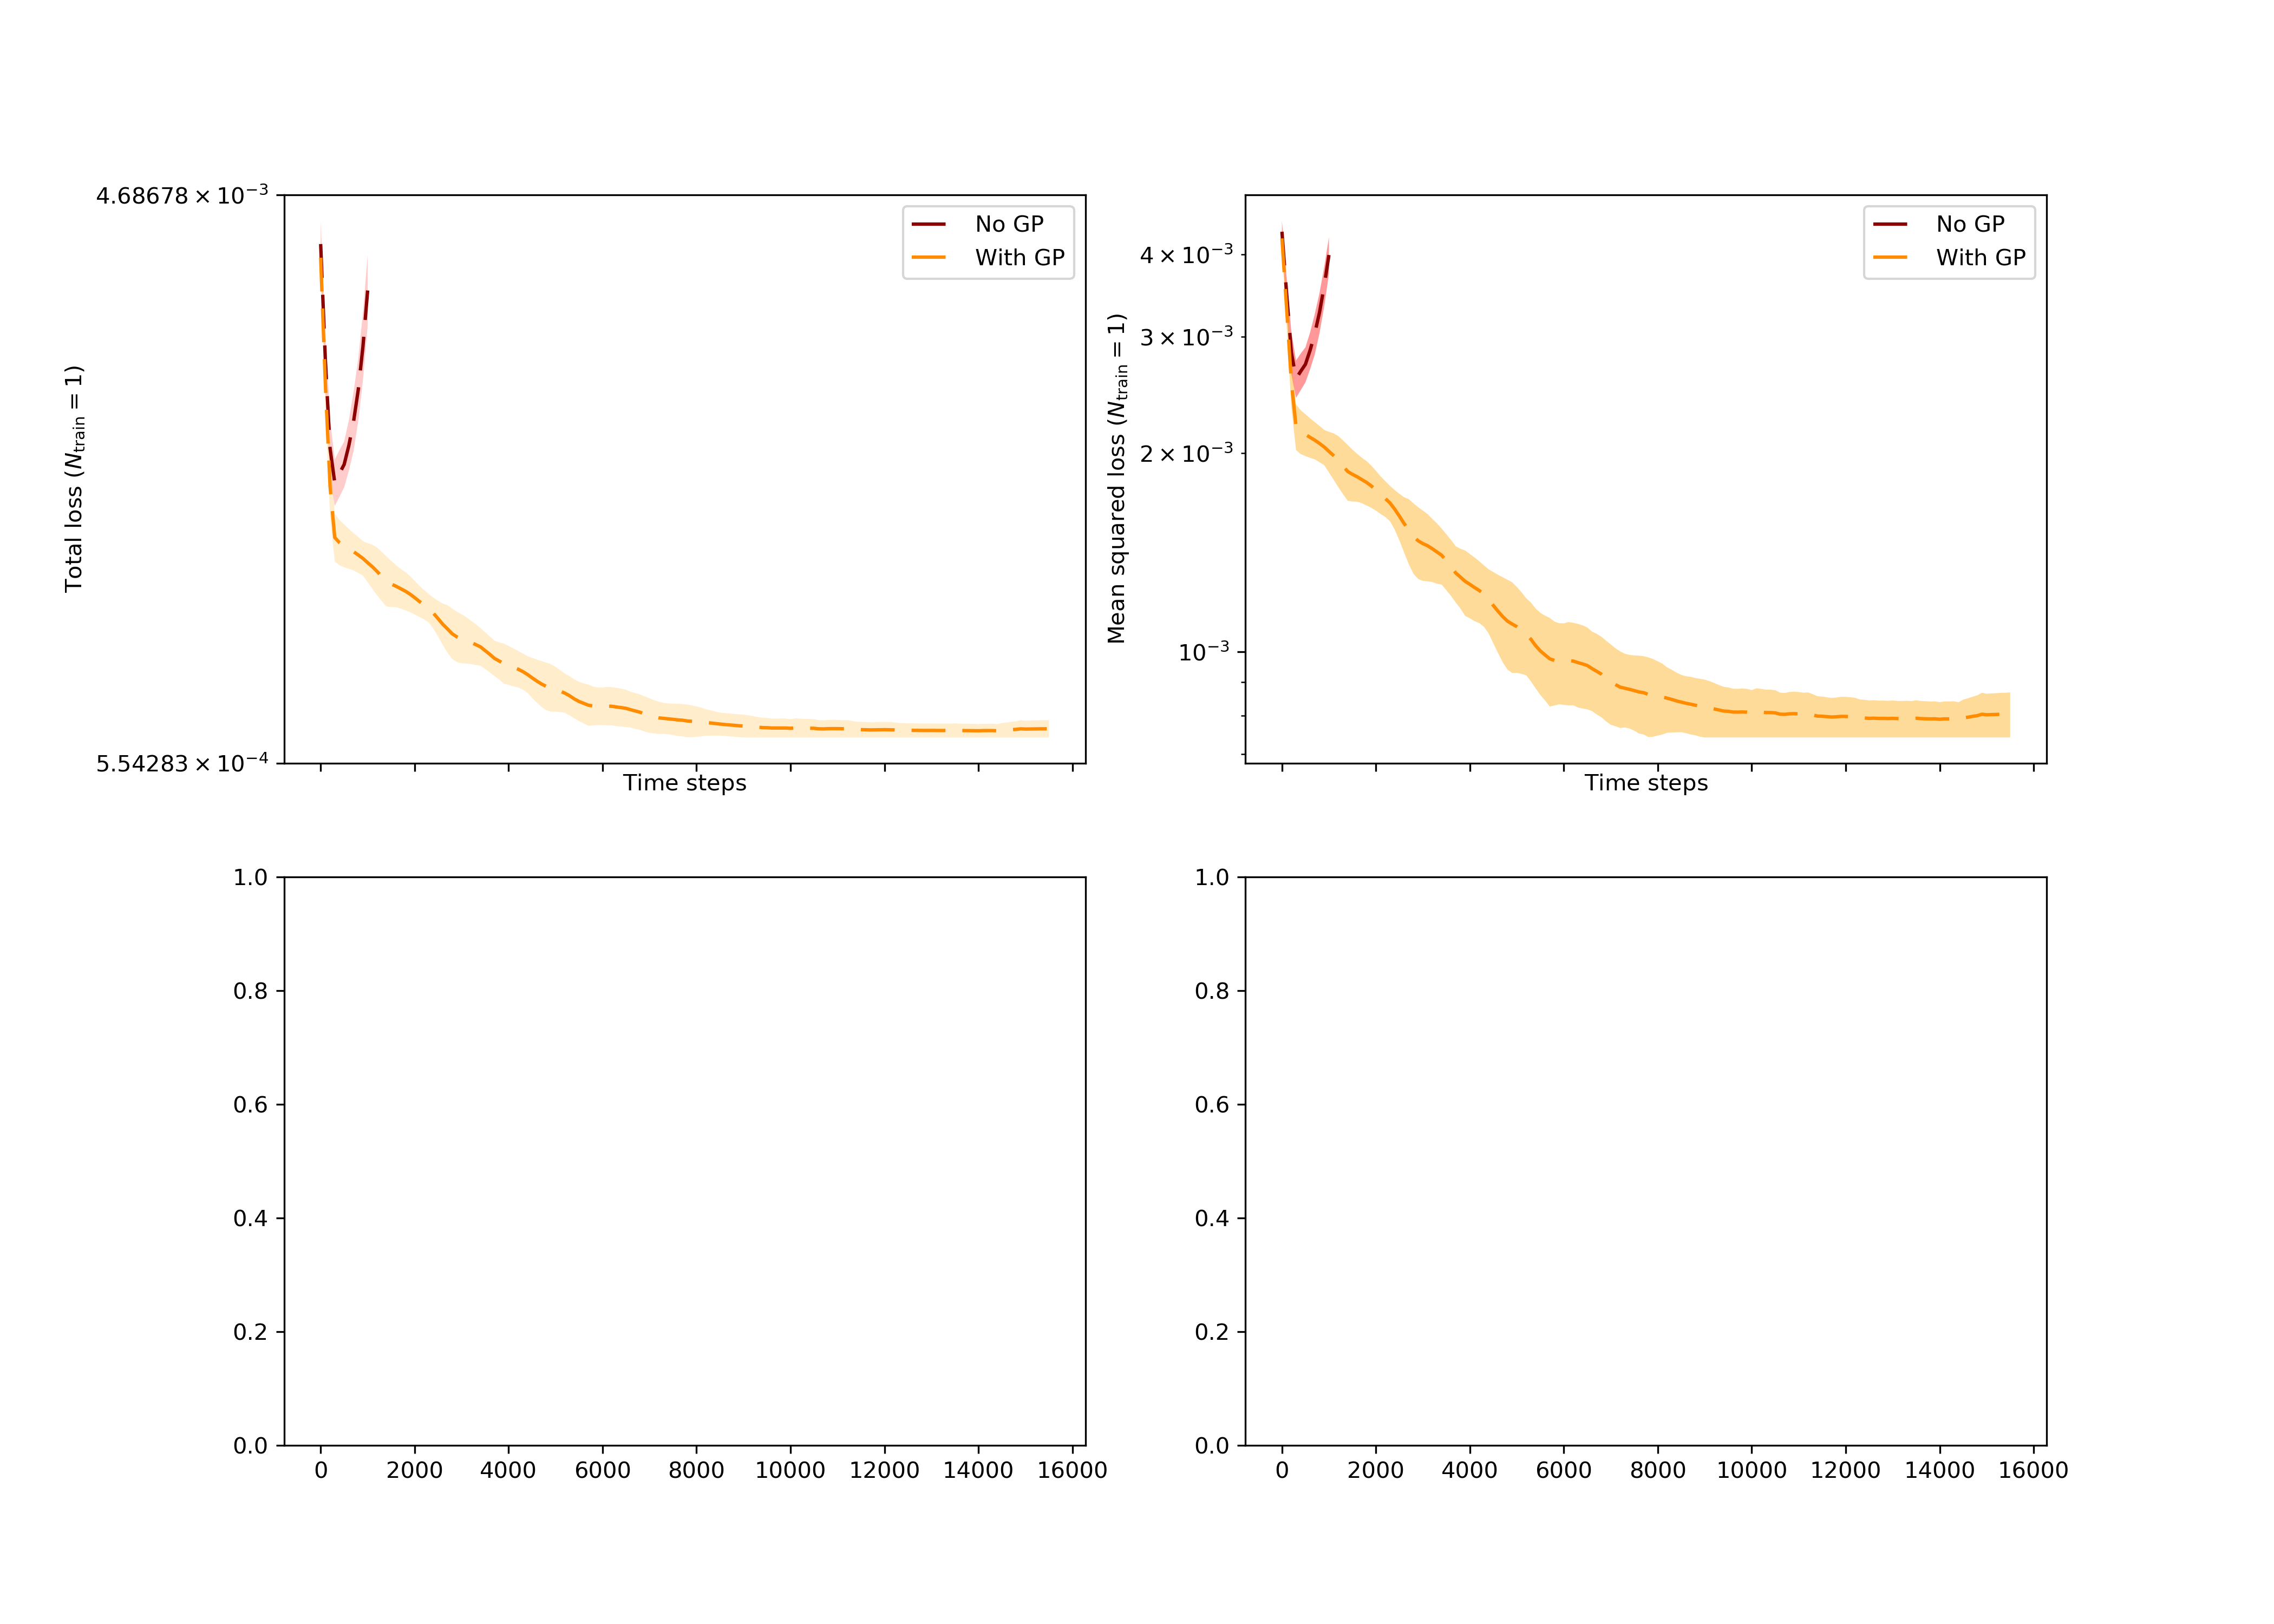 4.68678 × 10⁻³
5.54283 × 10⁻⁴
Total loss (N_train = 1)
No GP
With GP
Time steps
4 × 10⁻³
3 × 10⁻³
2 × 10⁻³
10⁻³
Mean squared loss (N_train = 1)
No GP
With GP
Time steps
1.0
0.8
0.6
0.4
0.2
0.0
0 2000 4000 6000 8000 10000 12000 14000 16000
1.0
0.8
0.6
0.4
0.2
0.0
0 2000 4000 6000 8000 10000 12000 14000 16000